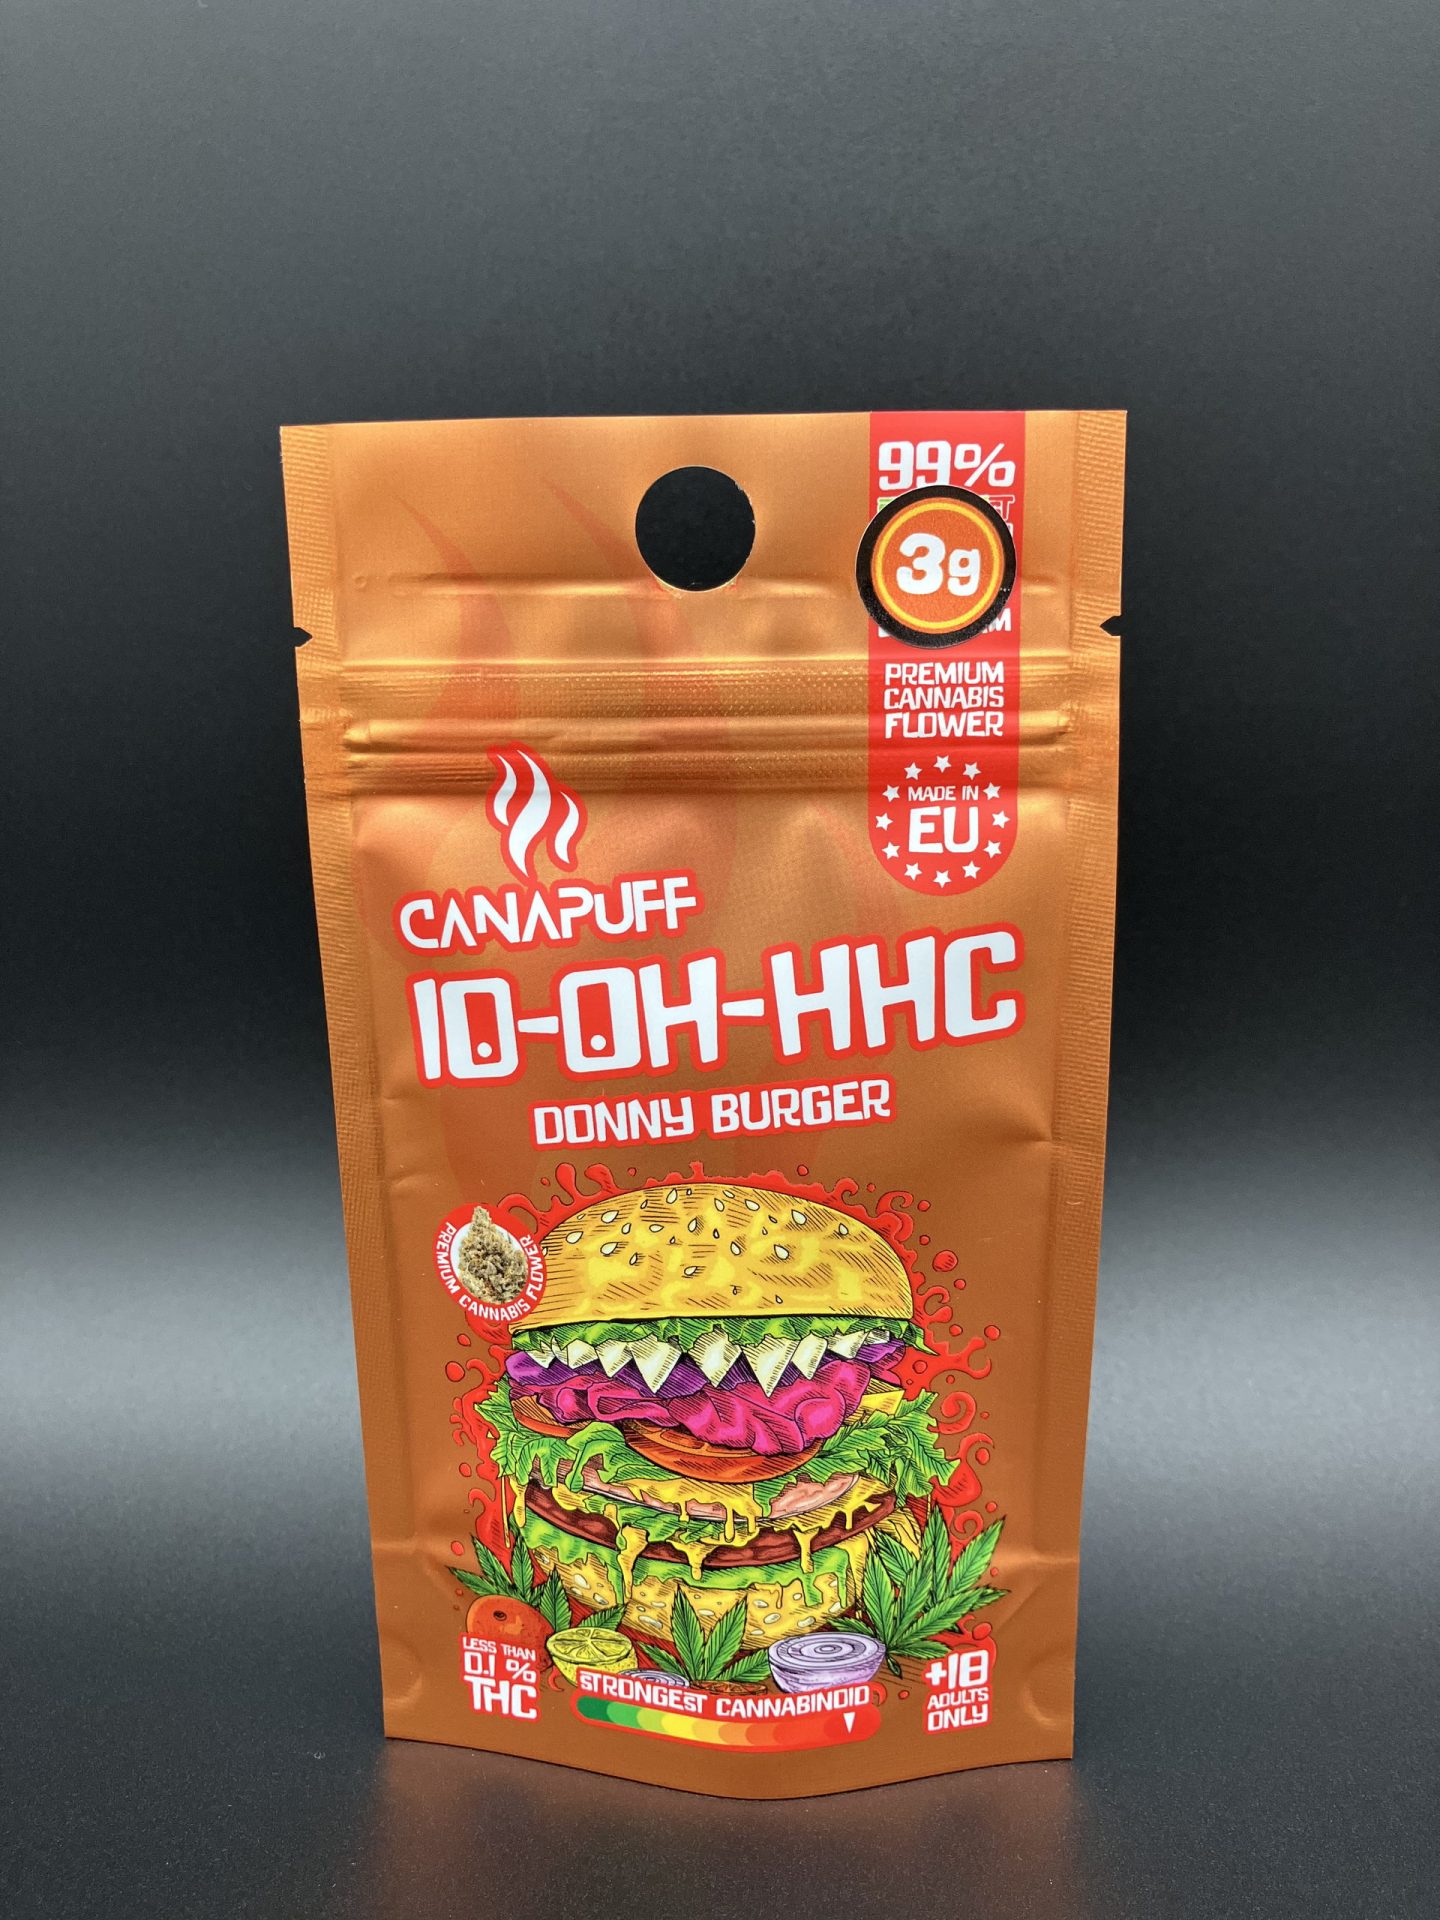 99%
3g
PREMIUM
CANNABIS
FLOWER
MADE IN
EU
CANAPUFF
10-OH-HHC
DONNY BURGER
PREMIUM CANNABIS FLOWER
LESS THAN
0.1 %
THC
STRONGEST CANNABINOID
+18
ADULTS
ONLY